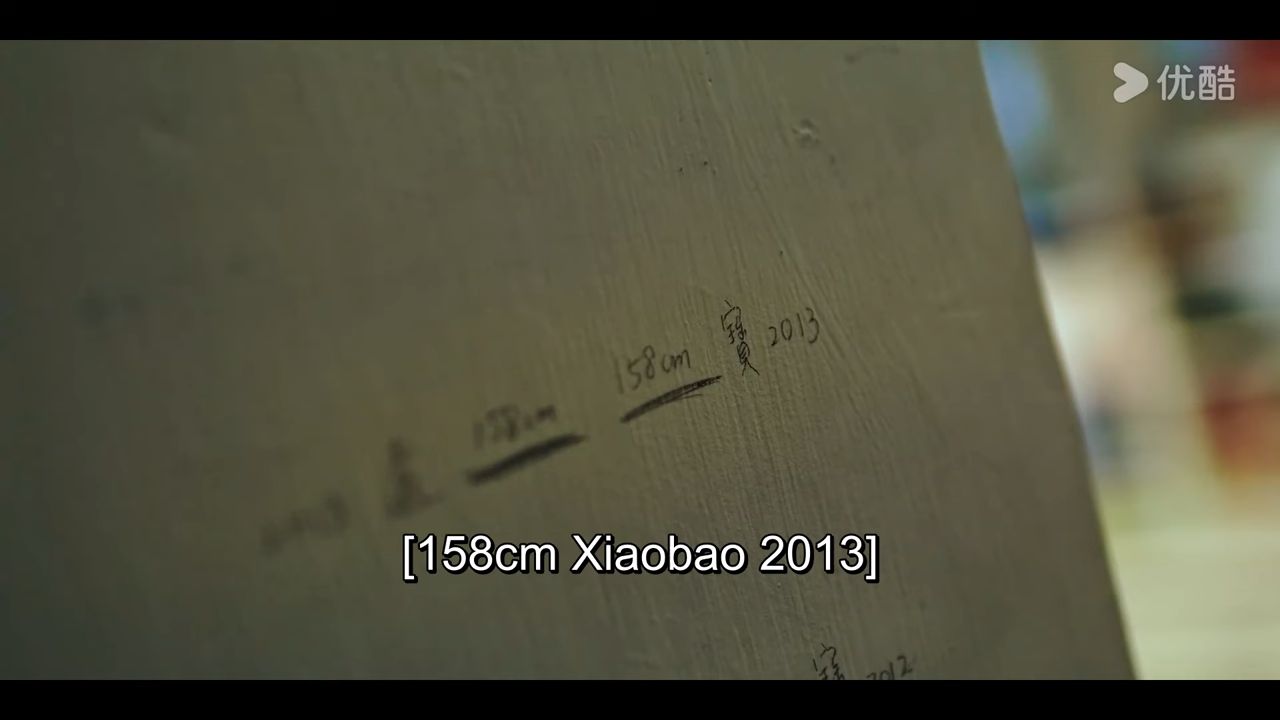 优酷
158cm 寶 2013
158cm
[158cm Xiaobao 2013]
2012